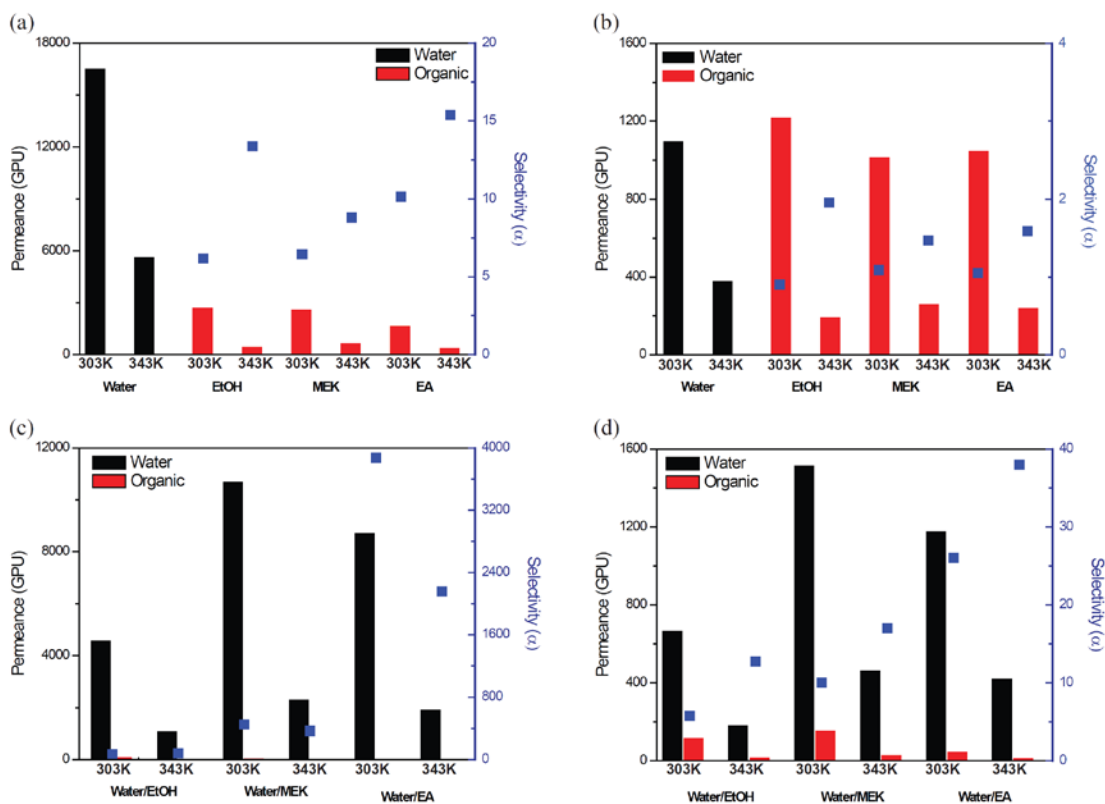 (a)
18000
12000
6000
0
Permeance (GPU)
Water
Organic
20
15
10
5
0
Selectivity (α)
303K 343K 303K 343K 303K 343K 303K 343K
Water EtOH MEK EA
(b)
1600
1200
800
400
0
Permeance (GPU)
Water
Organic
4
2
0
Selectivity (α)
303K 343K 303K 343K 303K 343K 303K 343K
Water EtOH MEK EA
(c)
12000
8000
4000
0
Permeance (GPU)
Water
Organic
4000
3200
2400
1600
800
0
Selectivity (α)
303K 343K 303K 343K 303K 343K
Water/EtOH Water/MEK Water/EA
(d)
1600
1200
800
400
0
Permeance (GPU)
Water
Organic
40
30
20
10
0
Selectivity (α)
303K 343K 303K 343K 303K 343K
Water/EtOH Water/MEK Water/EA